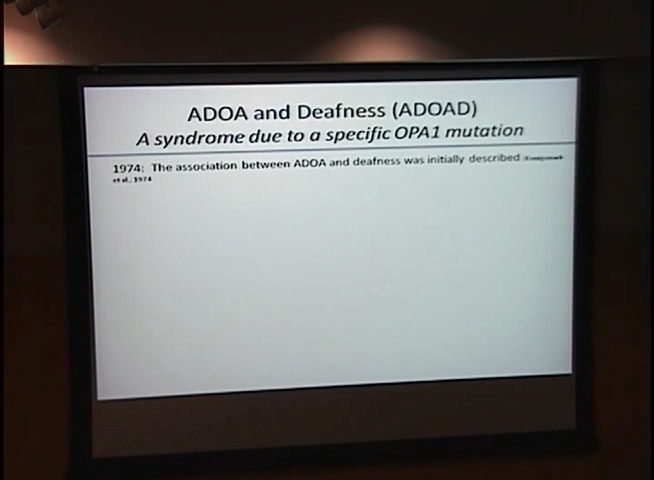 ADOA and Deafness (ADOAD)
A syndrome due to a specific OPA1 mutation
1974; The association between ADOA and deafness was initially described
et al, 1974